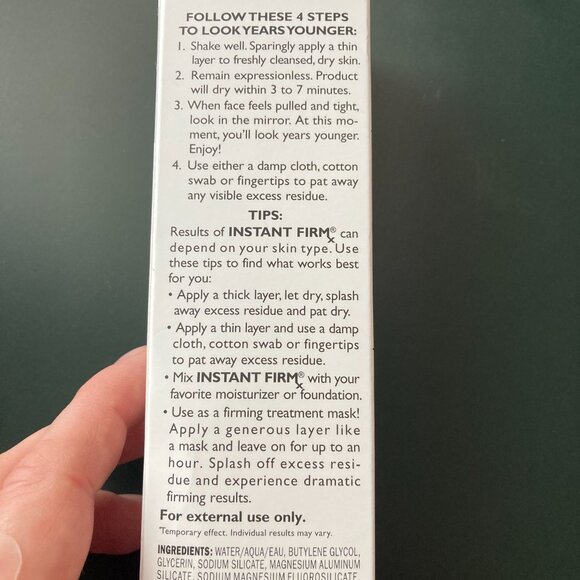 FOLLOW THESE 4 STEPS
TO LOOK YEARS YOUNGER:
1. Shake well. Sparingly apply a thin
layer to freshly cleansed, dry skin.
2. Remain expressionless. Product
will dry within 3 to 7 minutes.
3. When face feels pulled and tight,
look in the mirror. At this mo-
ment, you'll look years younger.
Enjoy!
4. Use either a damp cloth, cotton
swab or fingertips to pat away
any visible excess residue.
TIPS:
Results of INSTANT FIRMx® can
depend on your skin type. Use
these tips to find what works best
for you:
• Apply a thick layer, let dry, splash
away excess residue and pat dry.
• Apply a thin layer and use a damp
cloth, cotton swab or fingertips
to pat away excess residue.
• Mix INSTANT FIRMx® with your
favorite moisturizer or foundation.
• Use as a firming treatment mask!
Apply a generous layer like
a mask and leave on for up to an
hour. Splash off excess resi-
due and experience dramatic
firming results.
For external use only.
*Temporary effect. Individual results may vary.
INGREDIENTS: WATER/AQUA/EAU, BUTYLENE GLYCOL,
GLYCERIN, SODIUM SILICATE, MAGNESIUM ALUMINUM
SILICATE, SODIUM MAGNESIUM FLUOROSILICATE,